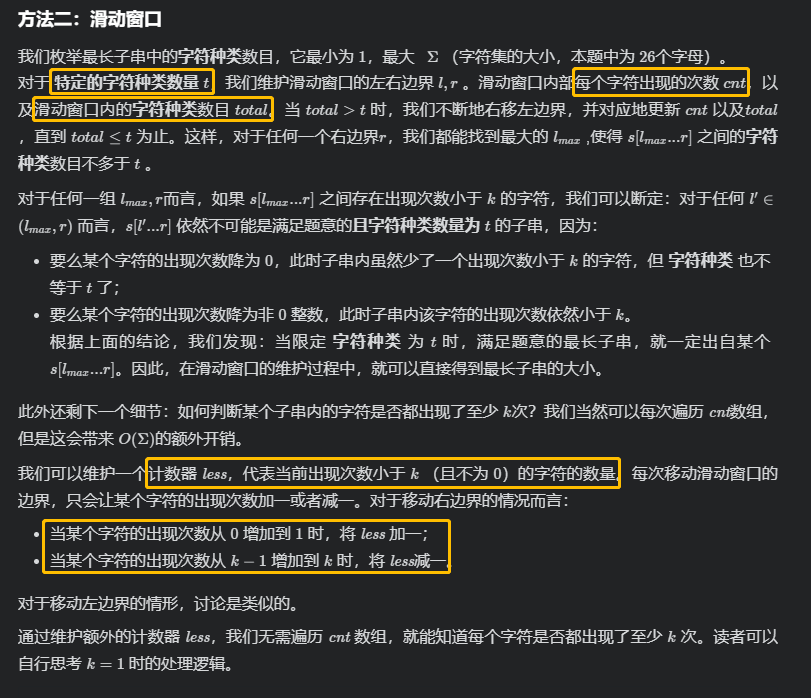 方法二：滑动窗口
我们枚举最长子串中的字符种类数目，它最小为 1，最大 Σ （字符集的大小，本题中为 26个字母）。
对于 特定的字符种类数量 t，我们维护滑动窗口的左右边界 l, r 。滑动窗口内部每个字符出现的次数 cnt，以
及滑动窗口内的字符种类数目 total。当 total > t 时，我们不断地右移左边界，并对应地更新 cnt 以及total
，直到 total ≤ t 为止。这样，对于任何一个右边界r，我们都能找到最大的 lmax ,使得 s[lmax...r] 之间的字符
种类数目不多于 t 。
对于任何一组 lmax, r而言，如果 s[lmax...r] 之间存在出现次数小于 k 的字符，我们可以断定：对于任何 l′ ∈
(lmax, r) 而言，s[l′...r] 依然不可能是满足题意的且字符种类数量为 t 的子串，因为：
• 要么某个字符的出现次数降为 0，此时子串内虽然少了一个出现次数小于 k 的字符，但 字符种类 也不
等于 t 了；
• 要么某个字符的出现次数降为非 0 整数，此时子串内该字符的出现次数依然小于 k。
根据上面的结论，我们发现：当限定 字符种类 为 t 时，满足题意的最长子串，就一定出自某个
s[lmax...r]。因此，在滑动窗口的维护过程中，就可以直接得到最长子串的大小。
此外还剩下一个细节：如何判断某个子串内的字符是否都出现了至少 k次？我们当然可以每次遍历 cnt数组，
但是这会带来 O(Σ)的额外开销。
我们可以维护一个计数器 less，代表当前出现次数小于 k （且不为 0）的字符的数量。每次移动滑动窗口的
边界，只会让某个字符的出现次数加一或者减一。对于移动右边界的情况而言：
• 当某个字符的出现次数从 0 增加到 1 时，将 less 加一；
• 当某个字符的出现次数从 k − 1 增加到 k 时，将 less减一。
对于移动左边界的情形，讨论是类似的。
通过维护额外的计数器 less，我们无需遍历 cnt 数组，就能知道每个字符是否都出现了至少 k 次。读者可以
自行思考 k = 1 时的处理逻辑。